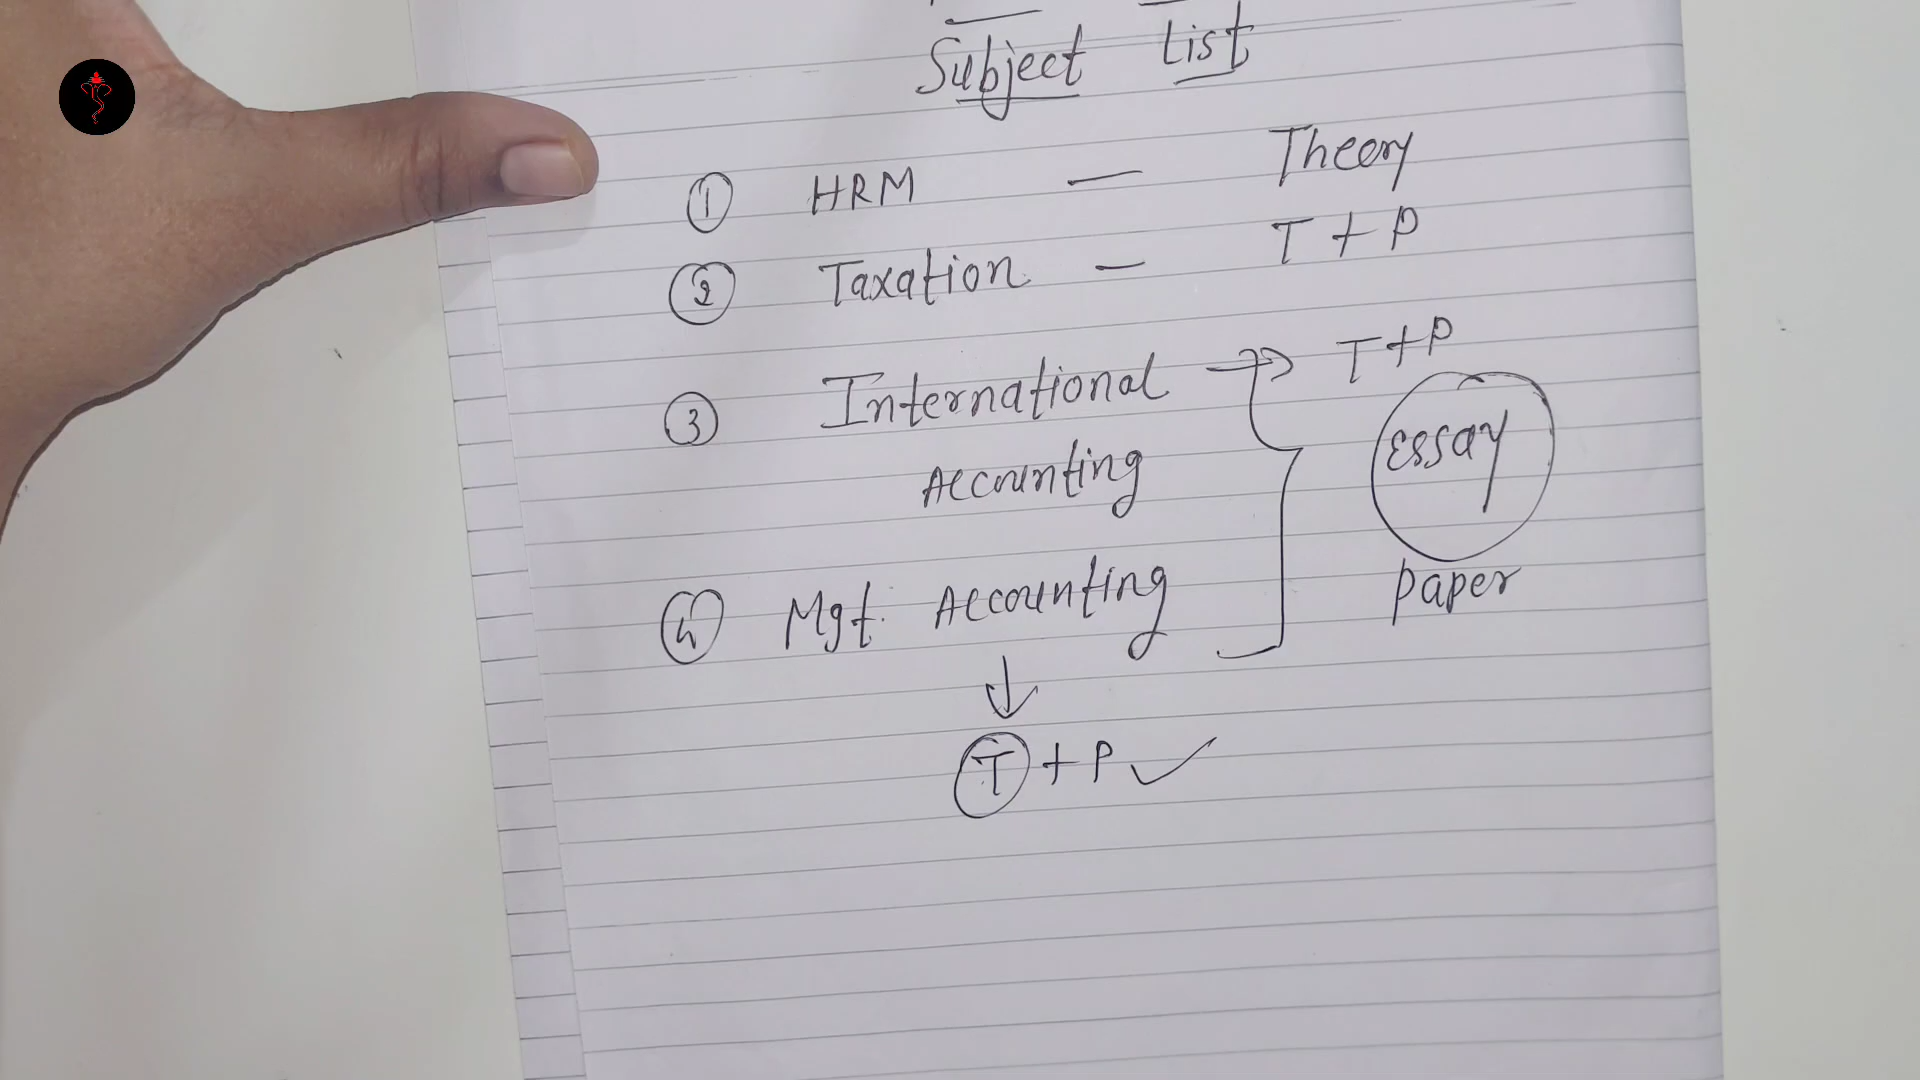 Subject List
① HRM — Theory
② Taxation — T + P
③ International → T+P
Accounting
essay
paper
④ Mgt. Accounting
↓
T + P ✓